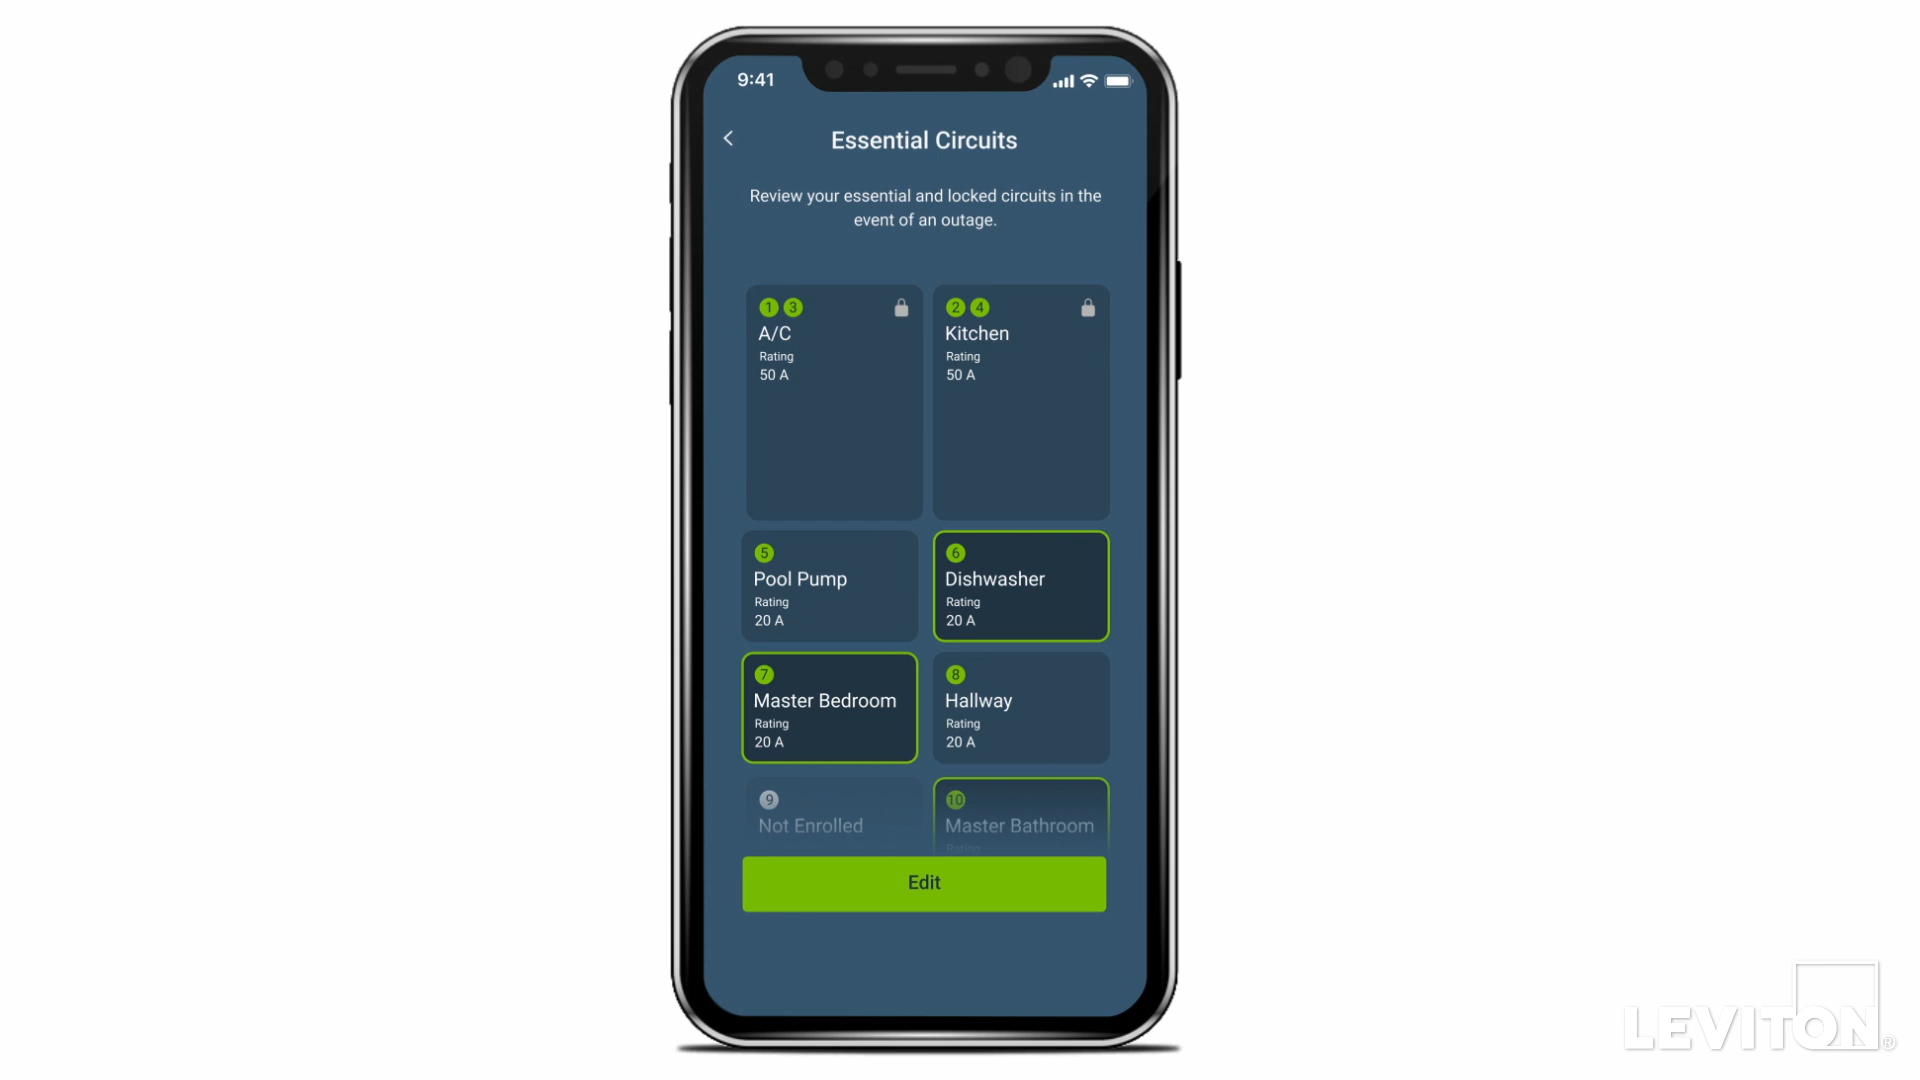 9:41
Essential Circuits
Review your essential and locked circuits in the
event of an outage.
1 3
A/C
Rating
50 A
2 4
Kitchen
Rating
50 A
5
Pool Pump
Rating
20 A
6
Dishwasher
Rating
20 A
7
Master Bedroom
Rating
20 A
8
Hallway
Rating
20 A
9
Not Enrolled
10
Master Bathroom
Rating
Edit
LEVITON®